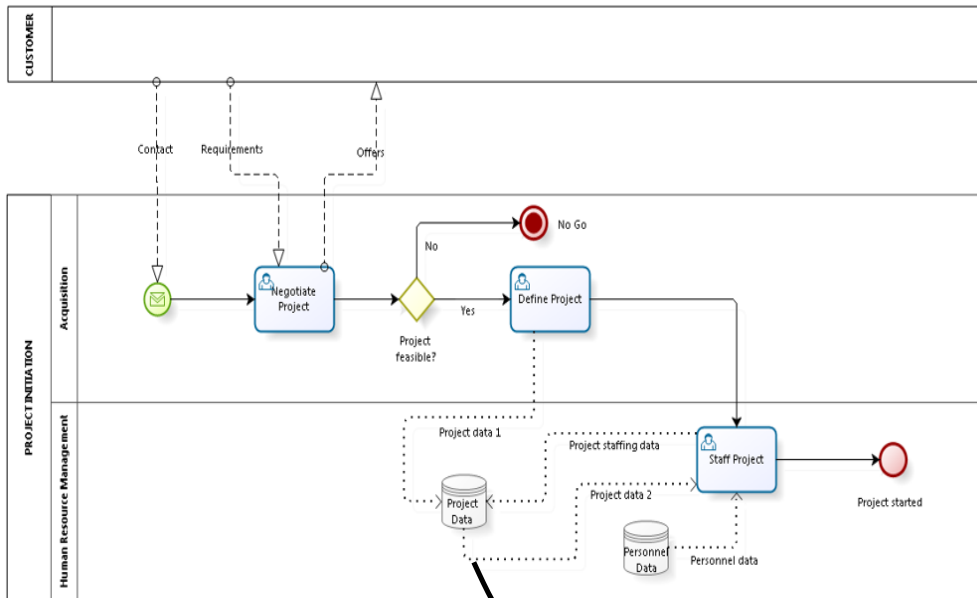 CUSTOMER
Contact
Requirements
Offers
PROJECT INITIATION
Acquisition
No Go
No
Negotiate
Project
Define Project
Yes
Project
feasible?
Human Resource Management
Project data 1
Project staffing data
Staff Project
Project
Data
Project data 2
Project started
Personnel
Data
Personnel data